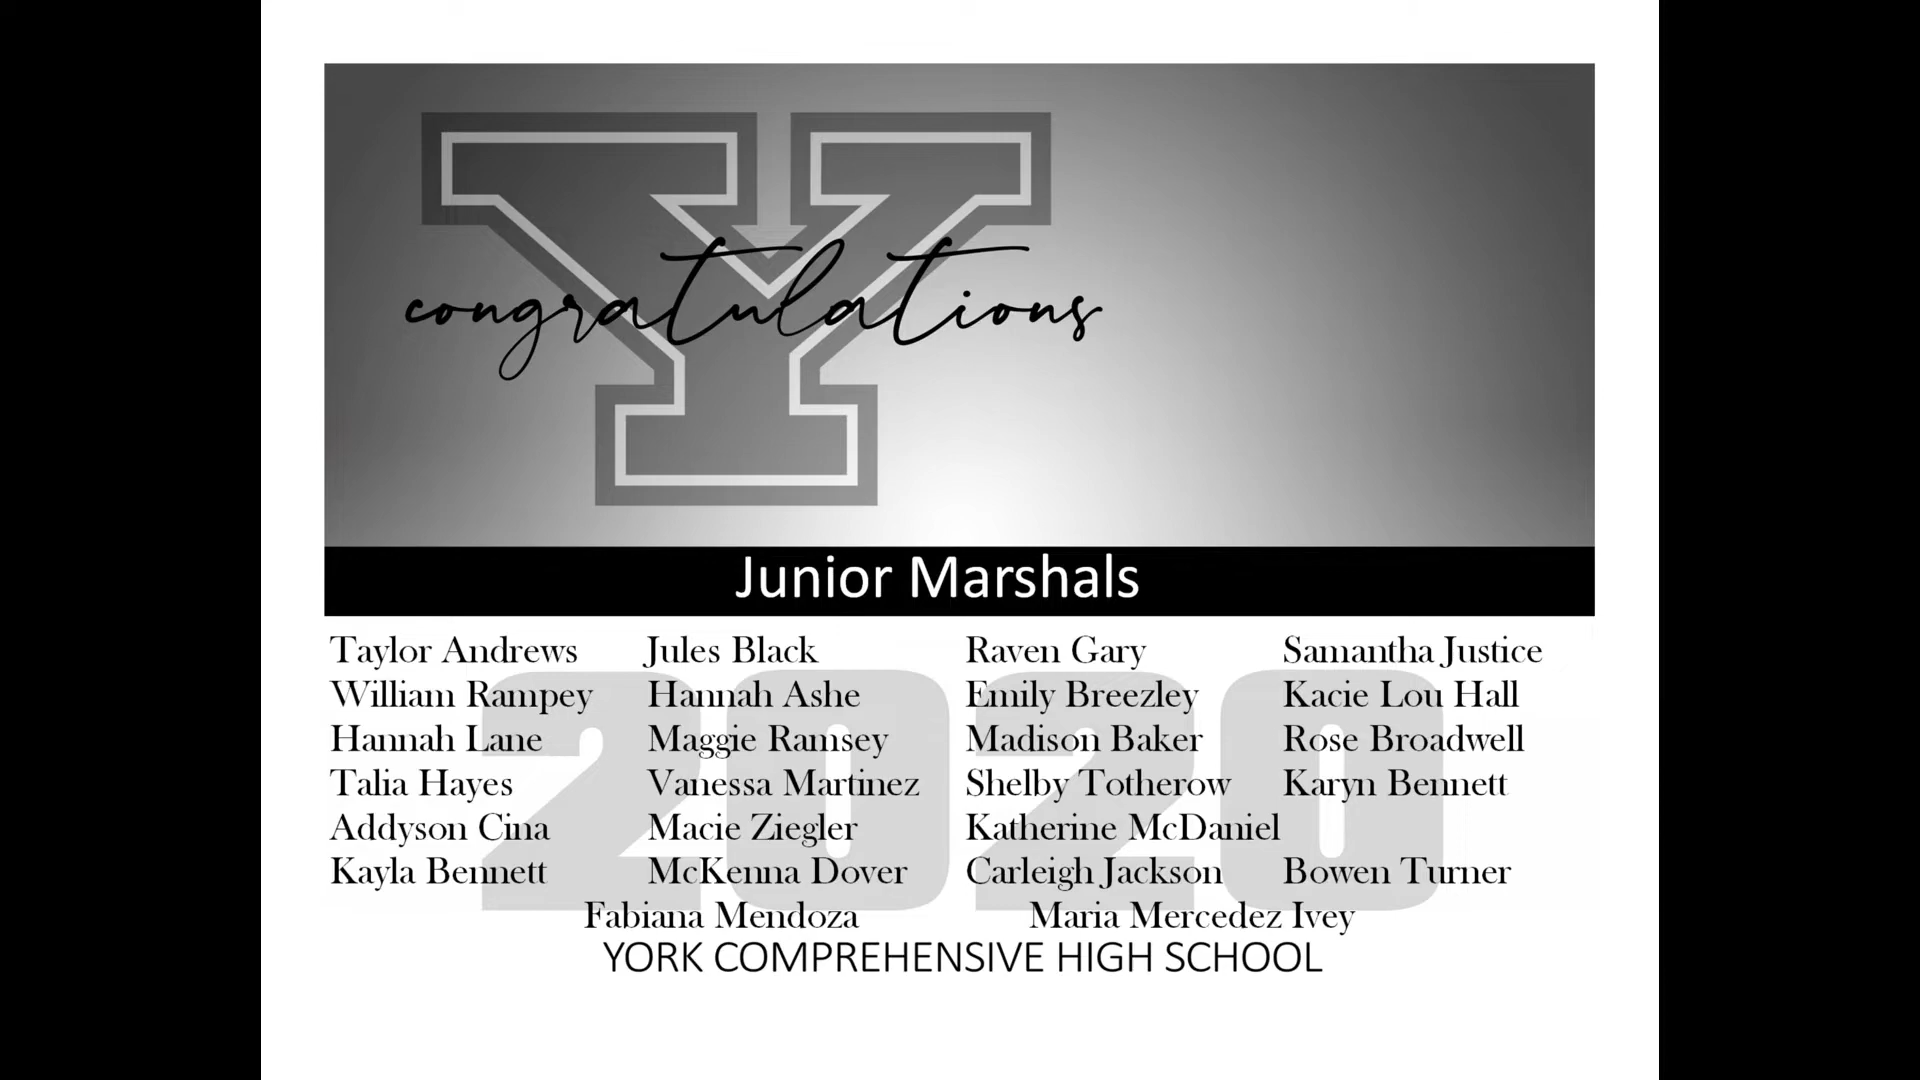 Y
congratulations
Junior Marshals
Taylor Andrews Jules Black Raven Gary Samantha Justice
William Rampey Hannah Ashe Emily Breezley Kacie Lou Hall
Hannah Lane Maggie Ramsey Madison Baker Rose Broadwell
Talia Hayes Vanessa Martinez Shelby Totherow Karyn Bennett
Addyson Cina Macie Ziegler Katherine McDaniel
Kayla Bennett McKenna Dover Carleigh Jackson Bowen Turner
Fabiana Mendoza Maria Mercedez Ivey
2020
YORK COMPREHENSIVE HIGH SCHOOL